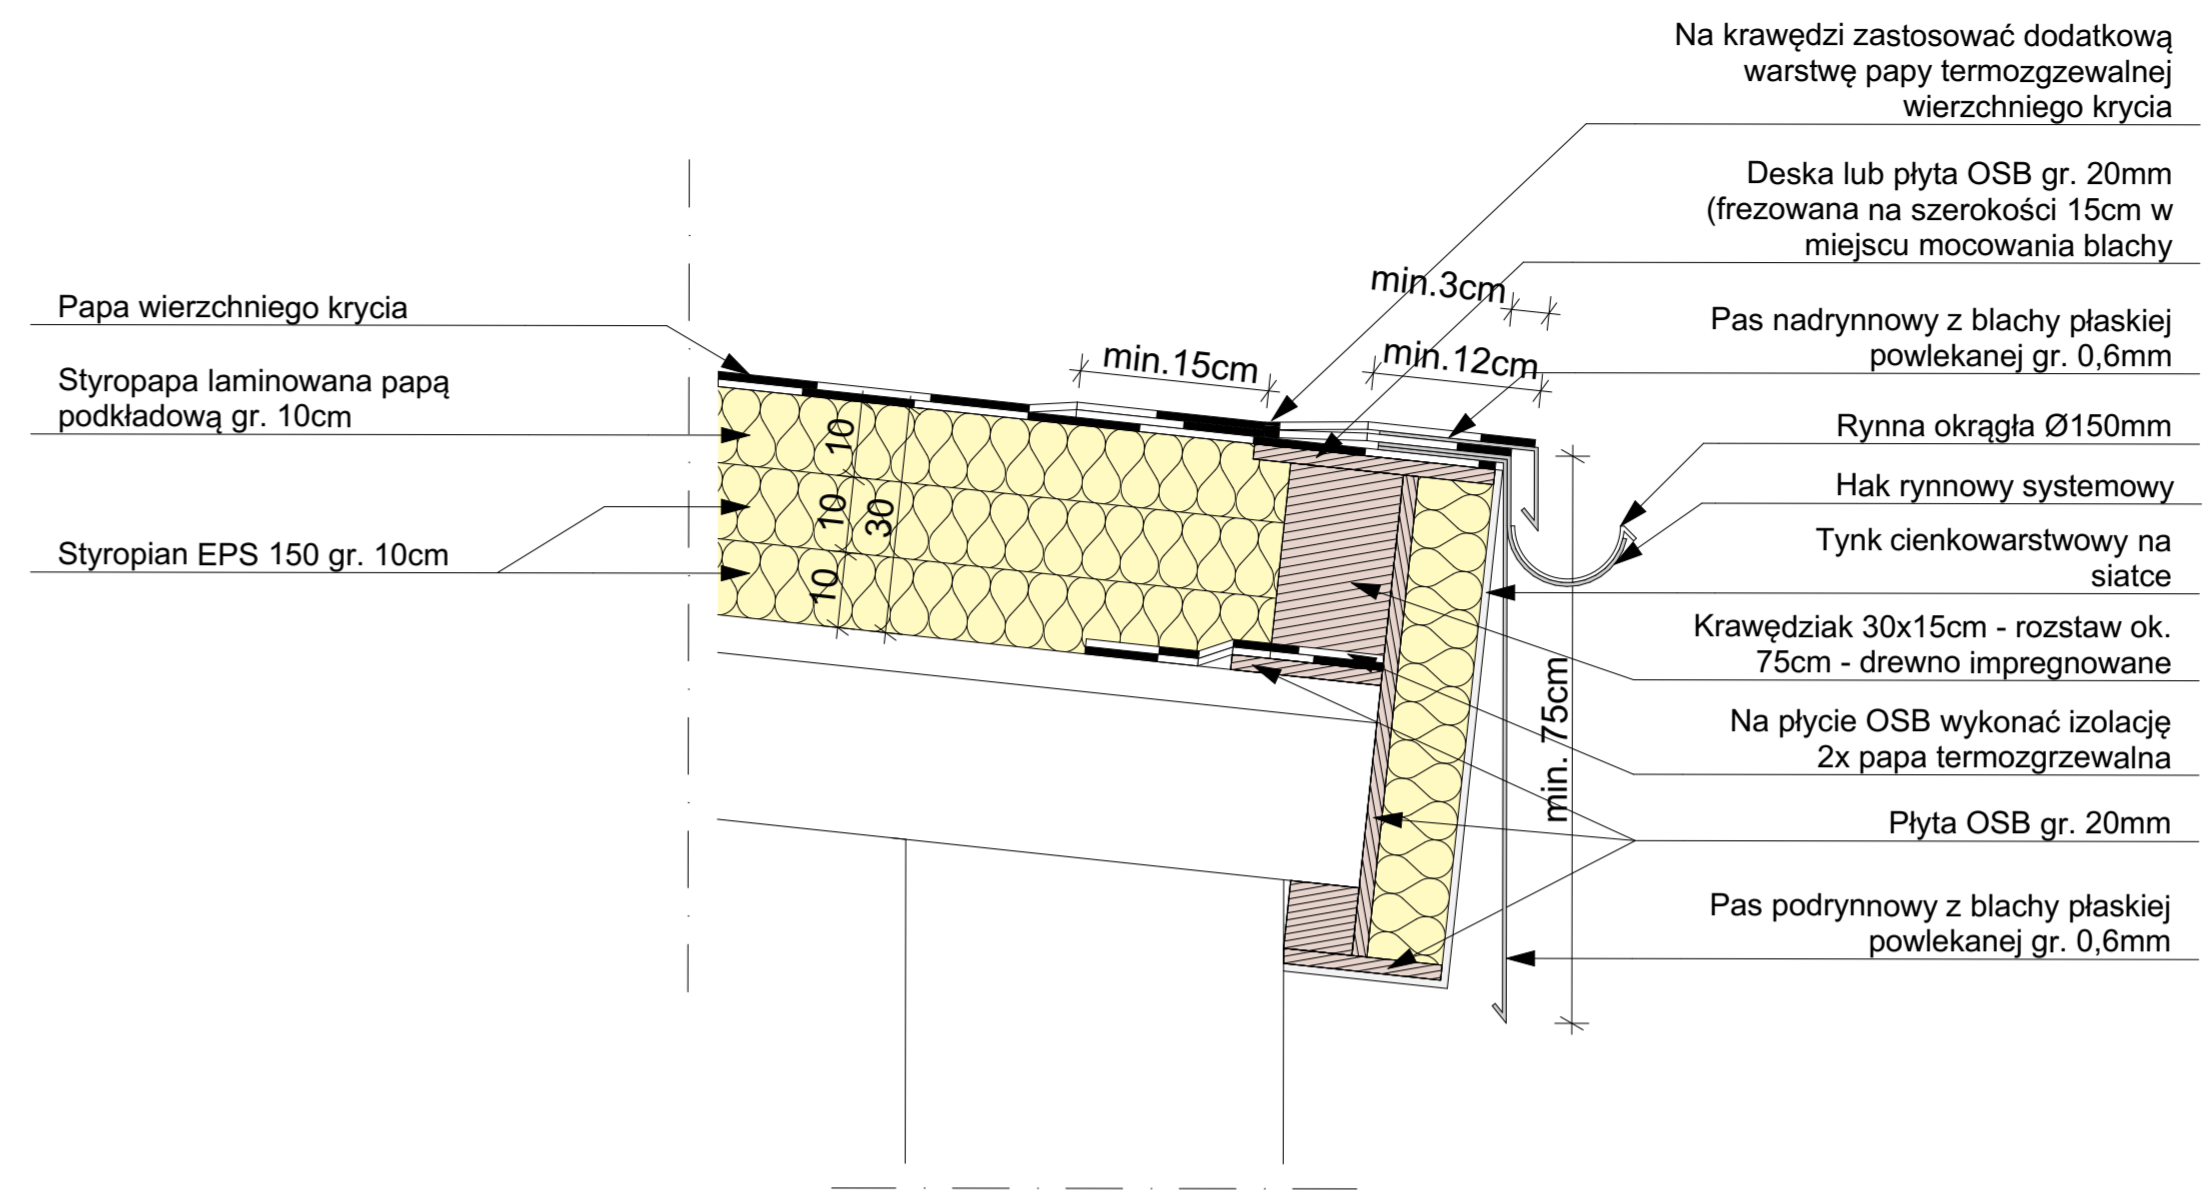 Na krawędzi zastosować dodatkową
warstwę papy termozgzewalnej
wierzchniego krycia
Deska lub płyta OSB gr. 20mm
(frezowana na szerokości 15cm w
miejscu mocowania blachy
min.3cm
Pas nadrynnowy z blachy płaskiej
powlekanej gr. 0,6mm
min.15cm
min.12cm
Papa wierzchniego krycia
Styropapa laminowana papą
podkładową gr. 10cm
Styropian EPS 150 gr. 10cm
10
10
10
30
Rynna okrągła Ø150mm
Hak rynnowy systemowy
Tynk cienkowarstwowy na
siatce
Krawędziak 30x15cm - rozstaw ok.
75cm - drewno impregnowane
min. 75cm
Na płycie OSB wykonać izolację
2x papa termozgrzewalna
Płyta OSB gr. 20mm
Pas podrynnowy z blachy płaskiej
powlekanej gr. 0,6mm